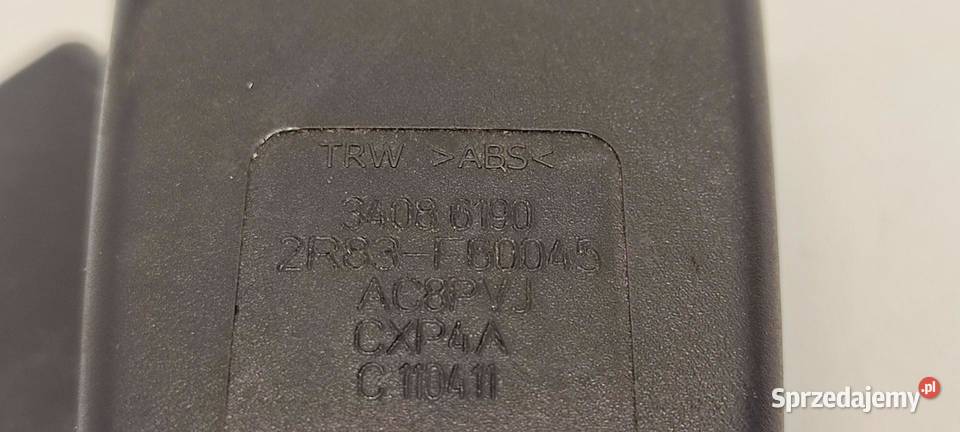 TRW >ABS<
3408 6190
2R83-F60045
AC8PVJ
CXP4A
C 110411
Sprzedajemy.pl